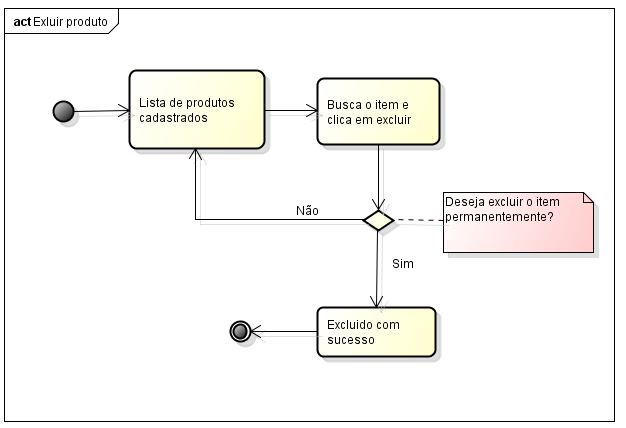 act Exluir produto
Lista de produtos
cadastrados
Busca o item e
clica em excluir
Não
Deseja excluir o item
permanentemente?
Sim
Excluido com
sucesso